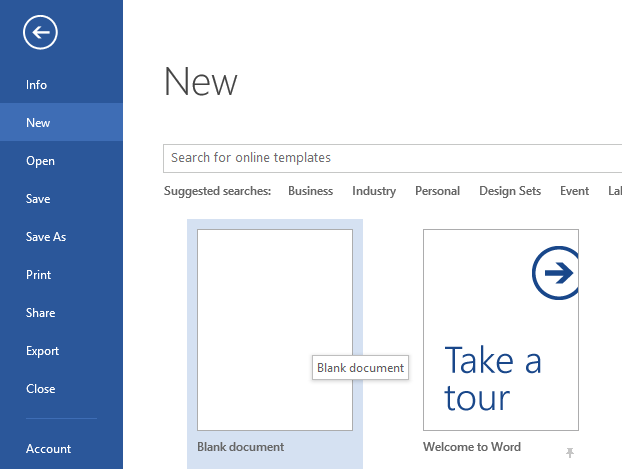 Info
New
Open
Save
Save As
Print
Share
Export
Close
Account
New
Search for online templates
Suggested searches: Business Industry Personal Design Sets Event
Blank document
Take a
tour
Blank document
Welcome to Word